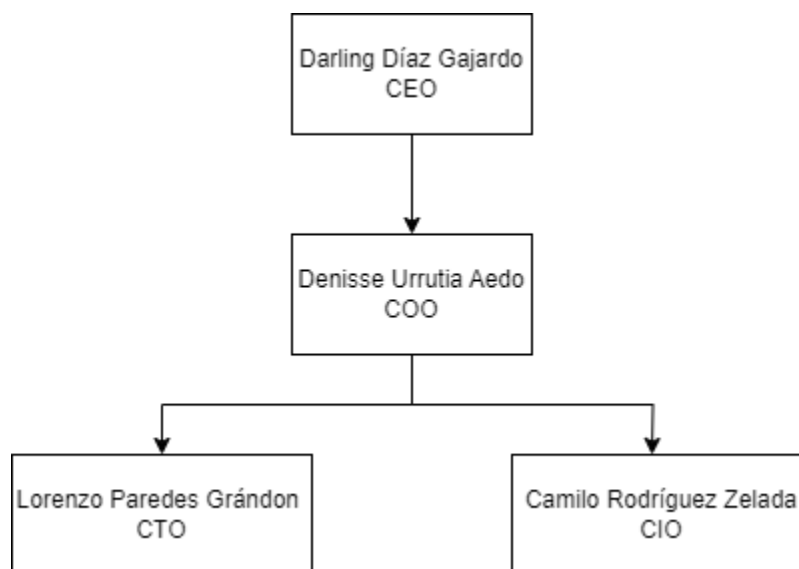 Darling Díaz Gajardo
CEO
Denisse Urrutia Aedo
COO
Lorenzo Paredes Grándon
CTO
Camilo Rodríguez Zelada
CIO